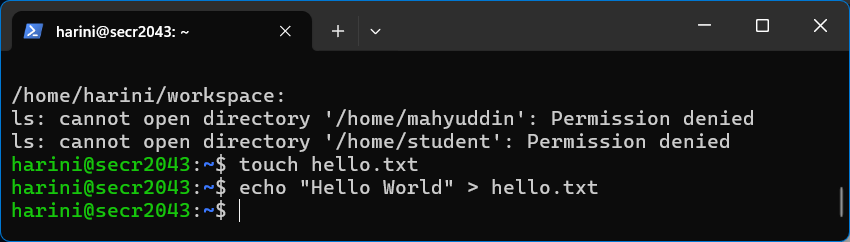 harini@secr2043: ~
/home/harini/workspace:
ls: cannot open directory '/home/mahyuddin': Permission denied
ls: cannot open directory '/home/student': Permission denied
harini@secr2043:~$ touch hello.txt
harini@secr2043:~$ echo "Hello World" > hello.txt
harini@secr2043:~$